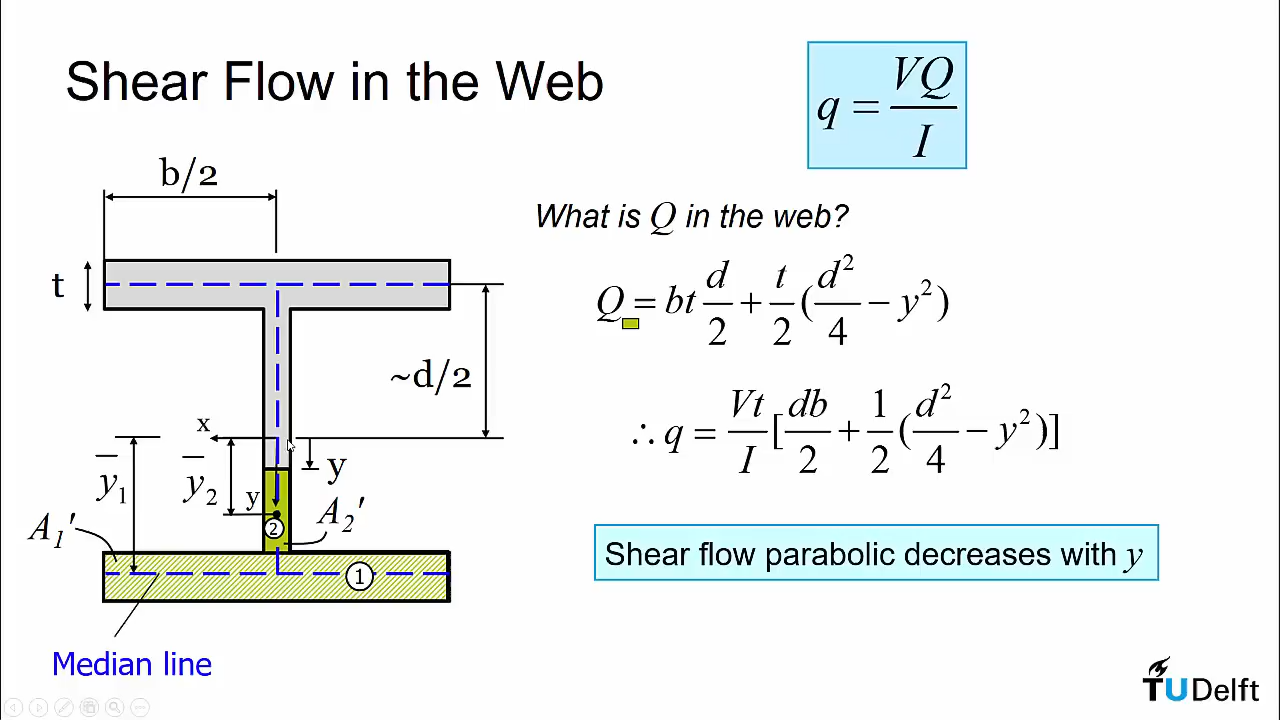 Shear Flow in the Web
q = VQ / I
b/2
t
~d/2
x
y
y̅₁
y̅₂
y
A₁'
A₂'
②
①
Median line
What is Q in the web?
Q = bt d/2 + t/2 (d²/4 − y²)
∴ q = Vt/I [db/2 + 1/2 (d²/4 − y²)]
Shear flow parabolic decreases with y
TUDelft